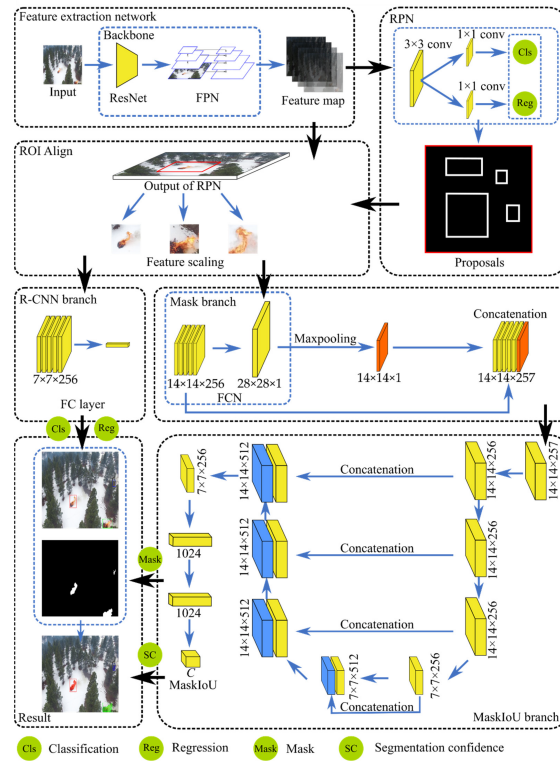 Feature extraction network
Backbone
Input
ResNet
FPN
Feature map
RPN
3×3 conv
1×1 conv
Cls
1×1 conv
Reg
Proposals
ROI Align
Output of RPN
Feature scaling
R-CNN branch
7×7×256
FC layer
Cls
Reg
Mask branch
14×14×256
28×28×1
FCN
Maxpooling
14×14×1
Concatenation
14×14×257
14×14×257
14×14×256
Concatenation
14×14×512
7×7×256
14×14×256
Concatenation
14×14×512
1024
Mask
14×14×256
Concatenation
14×14×512
1024
7×7×256
7×7×512
Concatenation
SC
C
MaskIoU
MaskIoU branch
Result
Cls
Classification
Reg
Regression
Mask
Mask
SC
Segmentation confidence